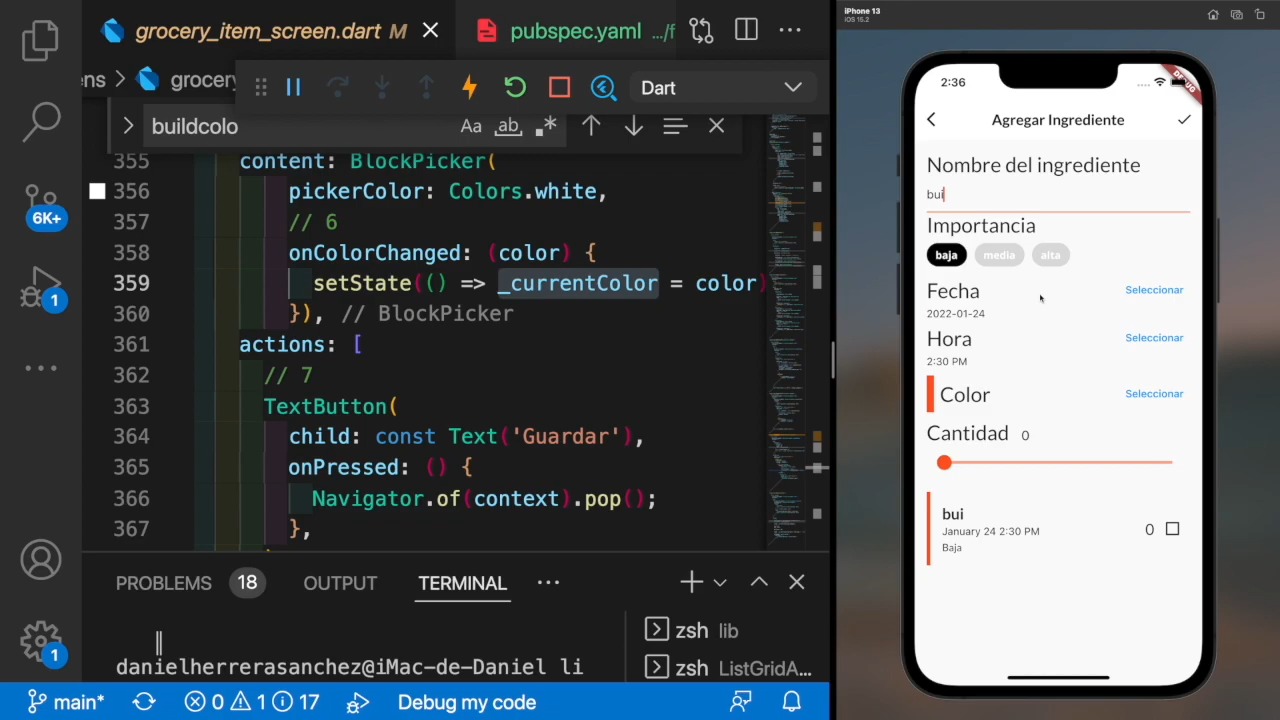 grocery_item_screen.dart M
pubspec.yaml .../f
ens > grocery
Dart
buildcolo
Aa ab
355 content: BlockPicker(
356 pickerColor: Colors.white,
357 // 6
358 onColorChanged: (color) {
359 setState(() => _currentColor = color)
360 }), // BlockPicker
361 actions: [
362 // 7
363 TextButton(
364 child: const Text('Guardar'),
365 onPressed: () {
366 Navigator.of(context).pop();
367 },
6K+
1
1
PROBLEMS 18 OUTPUT TERMINAL ...
danielherrerasanchez@iMac-de-Daniel li
zsh lib
zsh ListGridA...
main* 0 1 17 Debug my code
iPhone 13
iOS 15.2
2:36
DEBUG
Agregar Ingrediente
Nombre del ingrediente
bui
Importancia
baja media alta
Fecha Seleccionar
2022-01-24
Hora Seleccionar
2:30 PM
Color Seleccionar
Cantidad 0
bui
January 24 2:30 PM 0
Baja